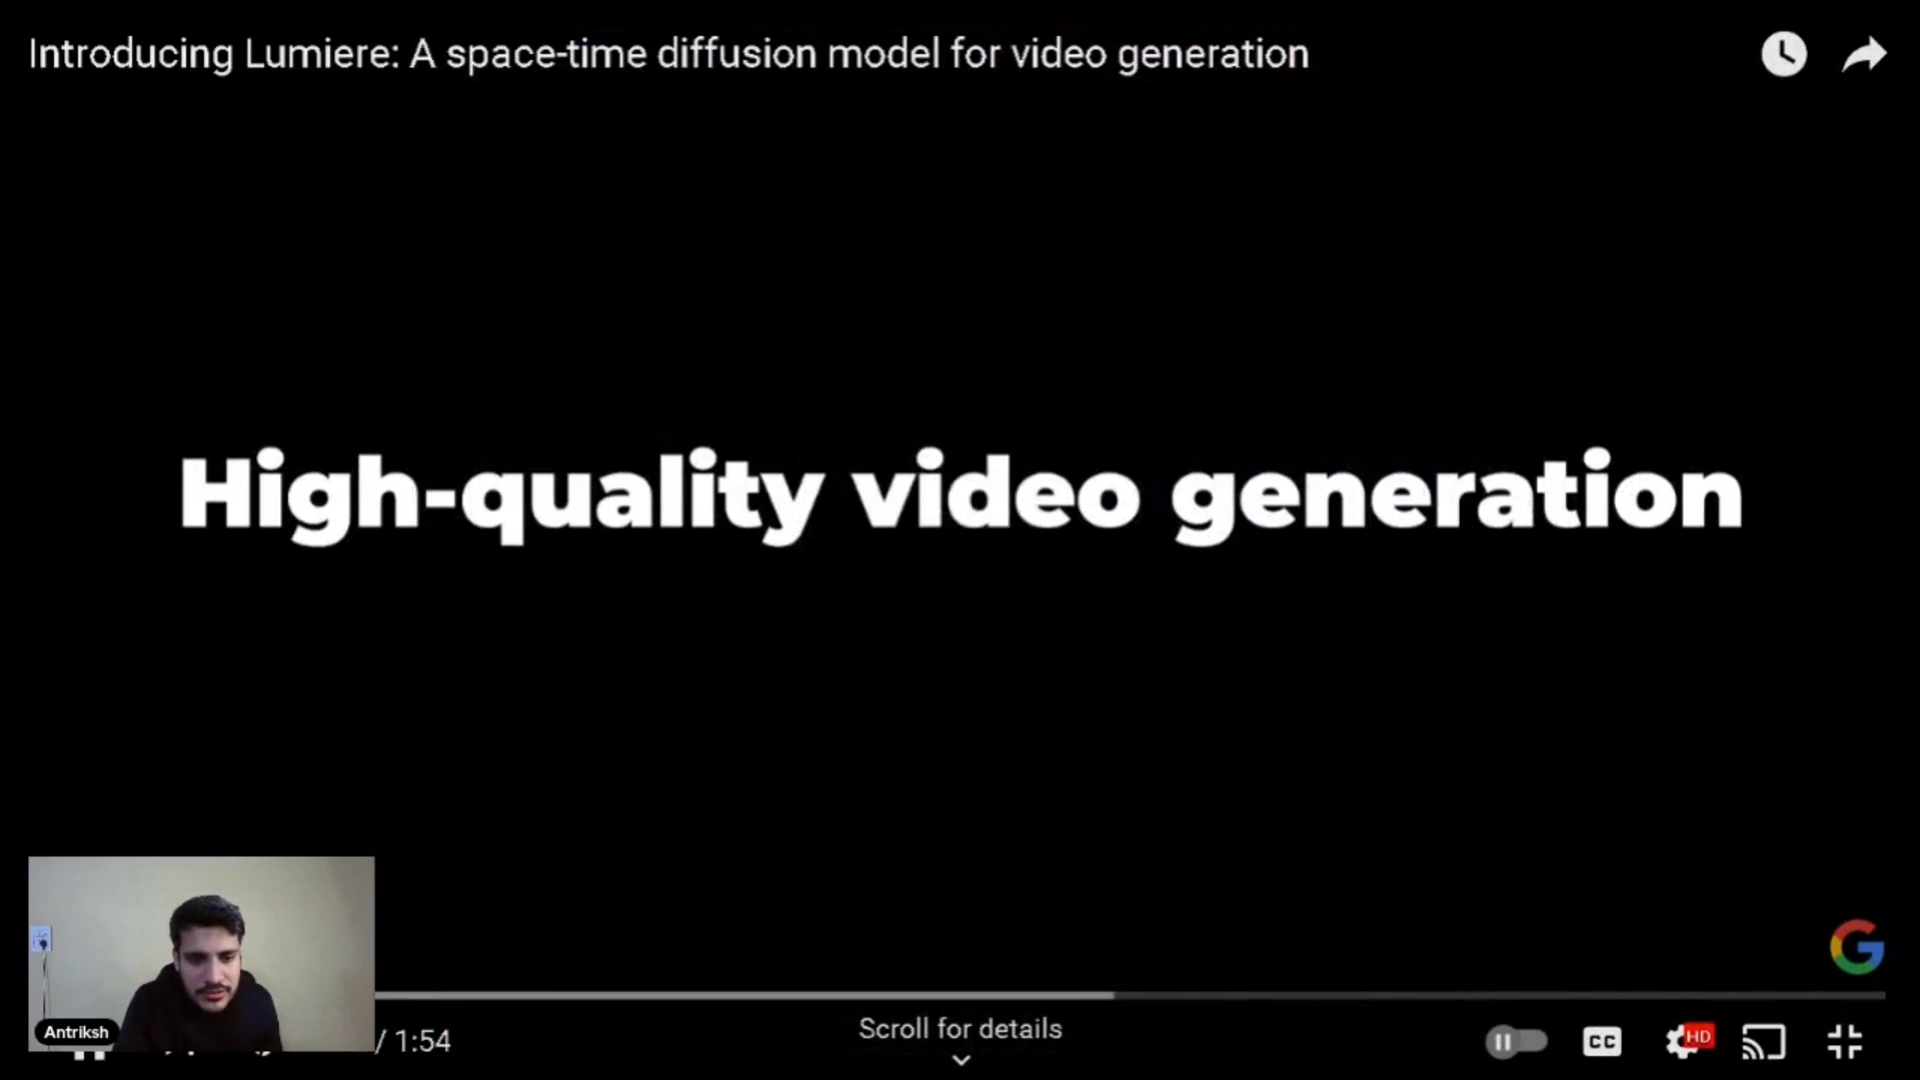 Introducing Lumiere: A space-time diffusion model for video generation
High-quality video generation
Antriksh
/ 1:54
Scroll for details
CC
HD